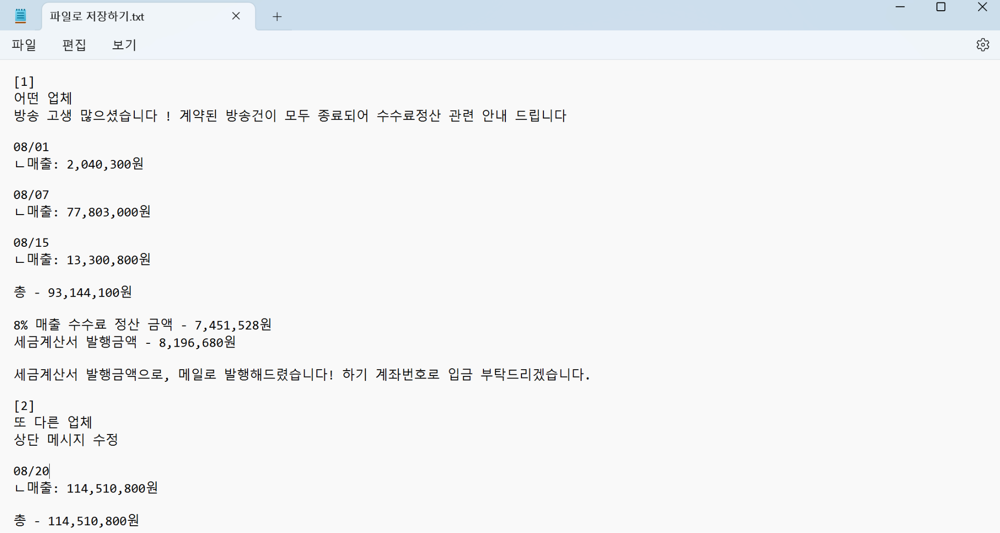 파일로 저장하기.txt
파일 편집 보기
[1]
어떤 업체
방송 고생 많으셨습니다 ! 계약된 방송건이 모두 종료되어 수수료정산 관련 안내 드립니다
08/01
ㄴ매출: 2,040,300원
08/07
ㄴ매출: 77,803,000원
08/15
ㄴ매출: 13,300,800원
총 - 93,144,100원
8% 매출 수수료 정산 금액 - 7,451,528원
세금계산서 발행금액 - 8,196,680원
세금계산서 발행금액으로, 메일로 발행해드렸습니다! 하기 계좌번호로 입금 부탁드리겠습니다.
[2]
또 다른 업체
상단 메시지 수정
08/20
ㄴ매출: 114,510,800원
총 - 114,510,800원